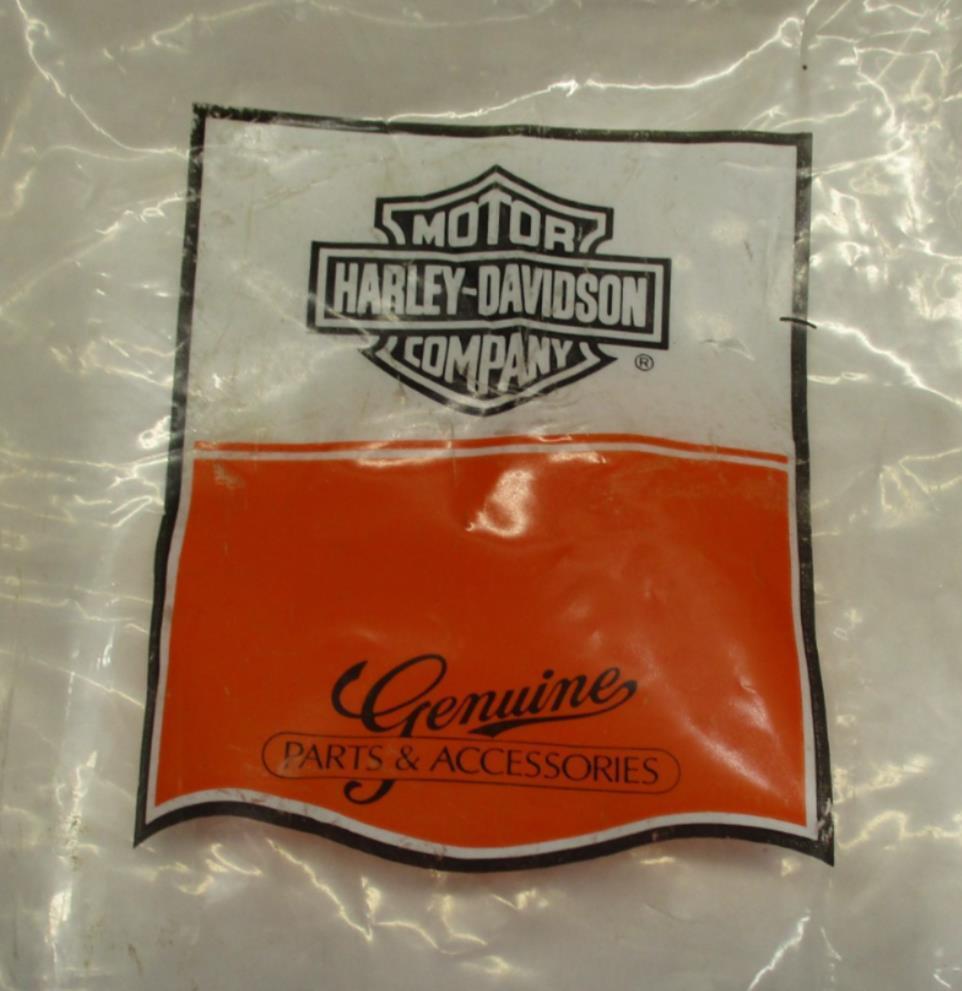 MOTOR
HARLEY-DAVIDSON
COMPANY
®
Genuine
PARTS & ACCESSORIES